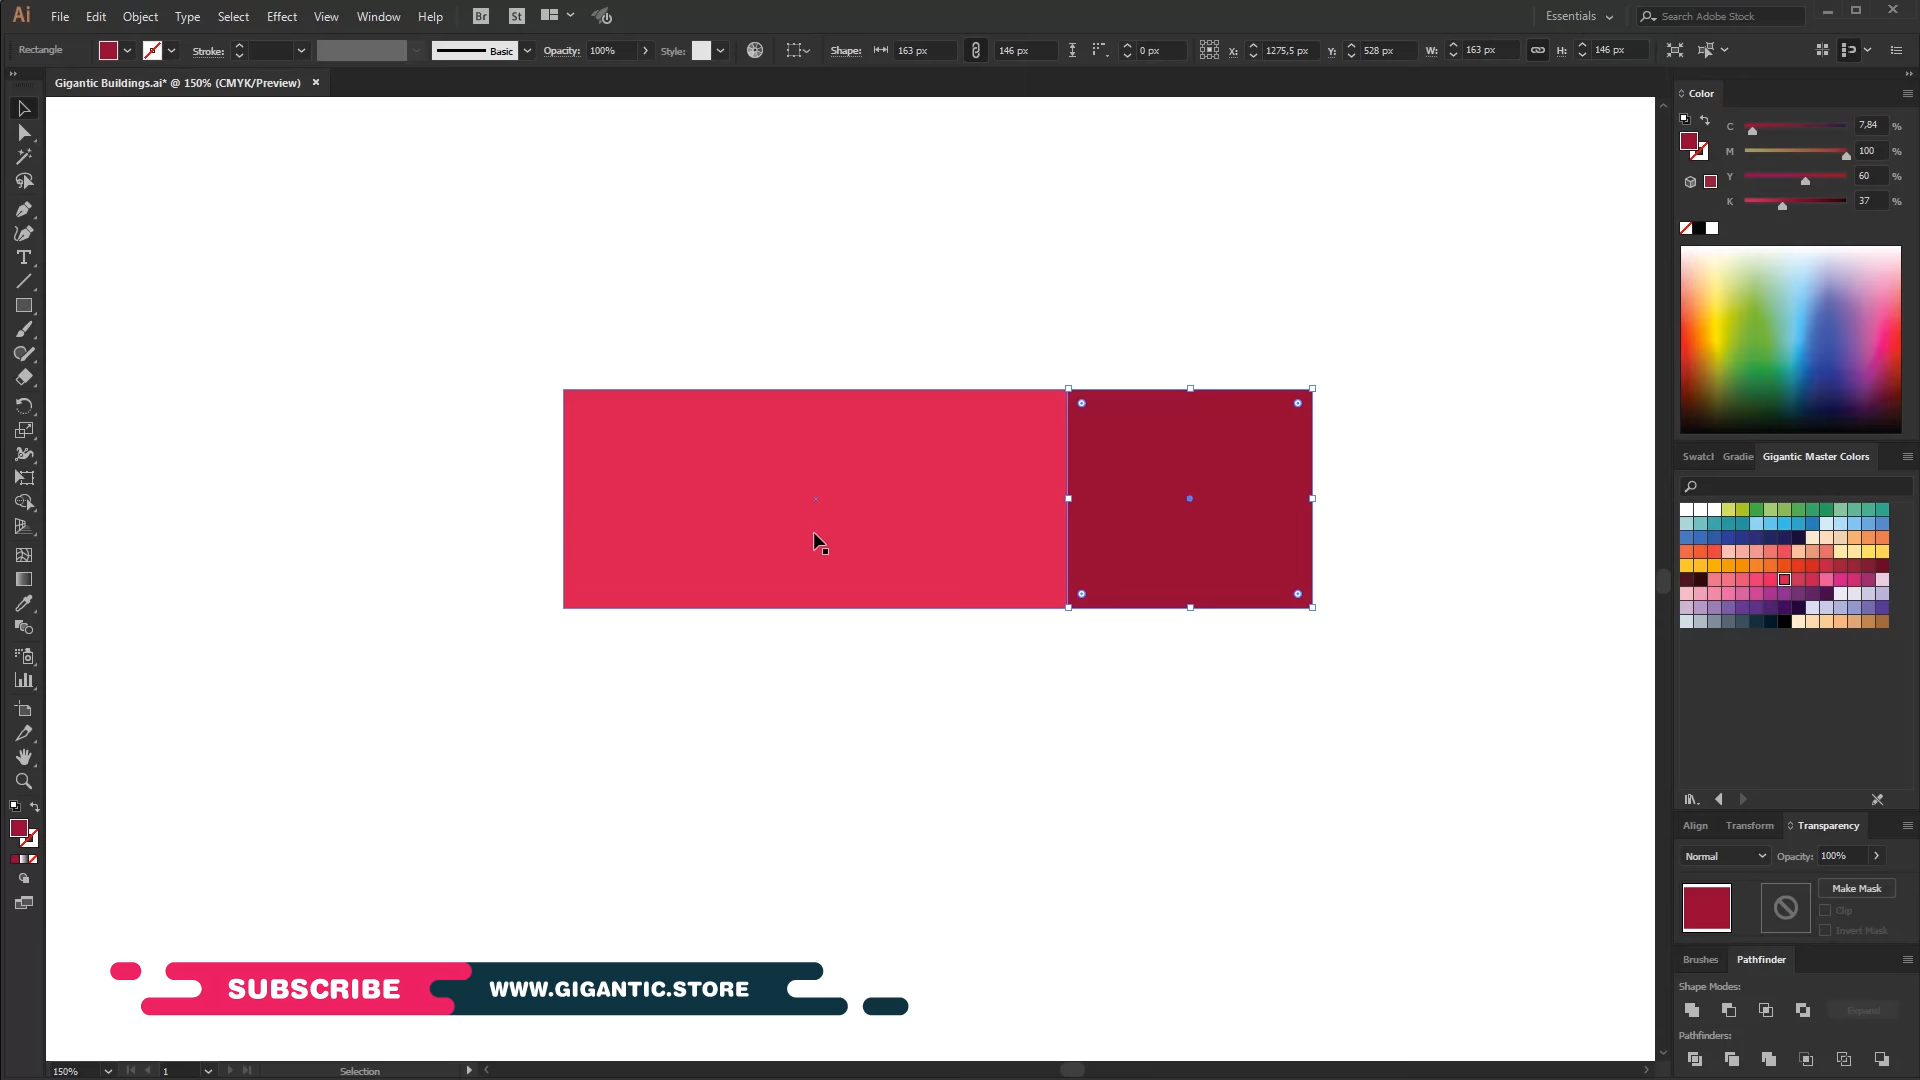 Ai File Edit Object Type Select Effect View Window Help Br St Essentials Search Adobe Stock
Rectangle Stroke: Basic Opacity: 100% Style: Shape: 163 px 146 px 0 px X: 1275,5 px Y: 528 px W: 163 px H: 146 px
Gigantic Buildings.ai* @ 150% (CMYK/Preview)
Color
C 7,84 %
M 100 %
Y 60 %
K 37 %
Swatcl Gradie Gigantic Master Colors
Align Transform Transparency
Normal Opacity: 100%
Make Mask
Clip
Invert Mask
Brushes Pathfinder
Shape Modes:
Expand
Pathfinders:
SUBSCRIBE WWW.GIGANTIC.STORE
150% 1 Selection